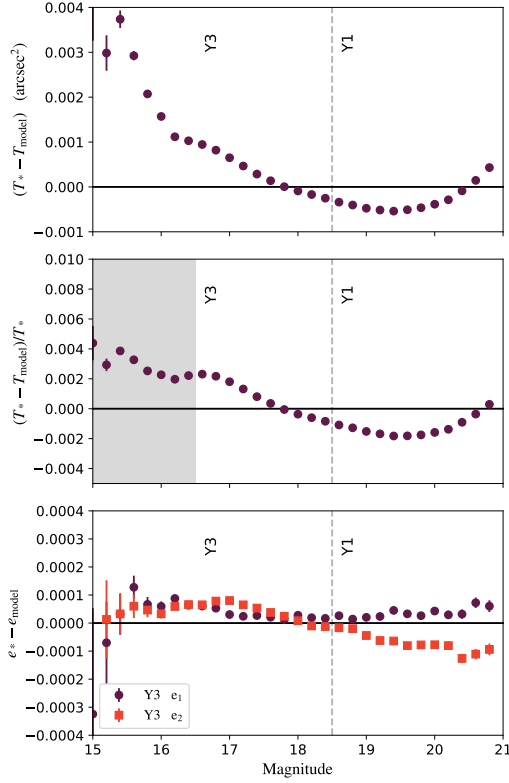 0.004
0.003
0.002
0.001
0.000
−0.001
(T* − T_model) (arcsec²)
Y3
Y1
0.010
0.008
0.006
0.004
0.002
0.000
−0.002
−0.004
(T* − T_model)/T*
Y3
Y1
0.0004
0.0003
0.0002
0.0001
0.0000
−0.0001
−0.0002
−0.0003
−0.0004
e* − e_model
Y3
Y1
Y3 e₁
Y3 e₂
15 16 17 18 19 20 21
Magnitude